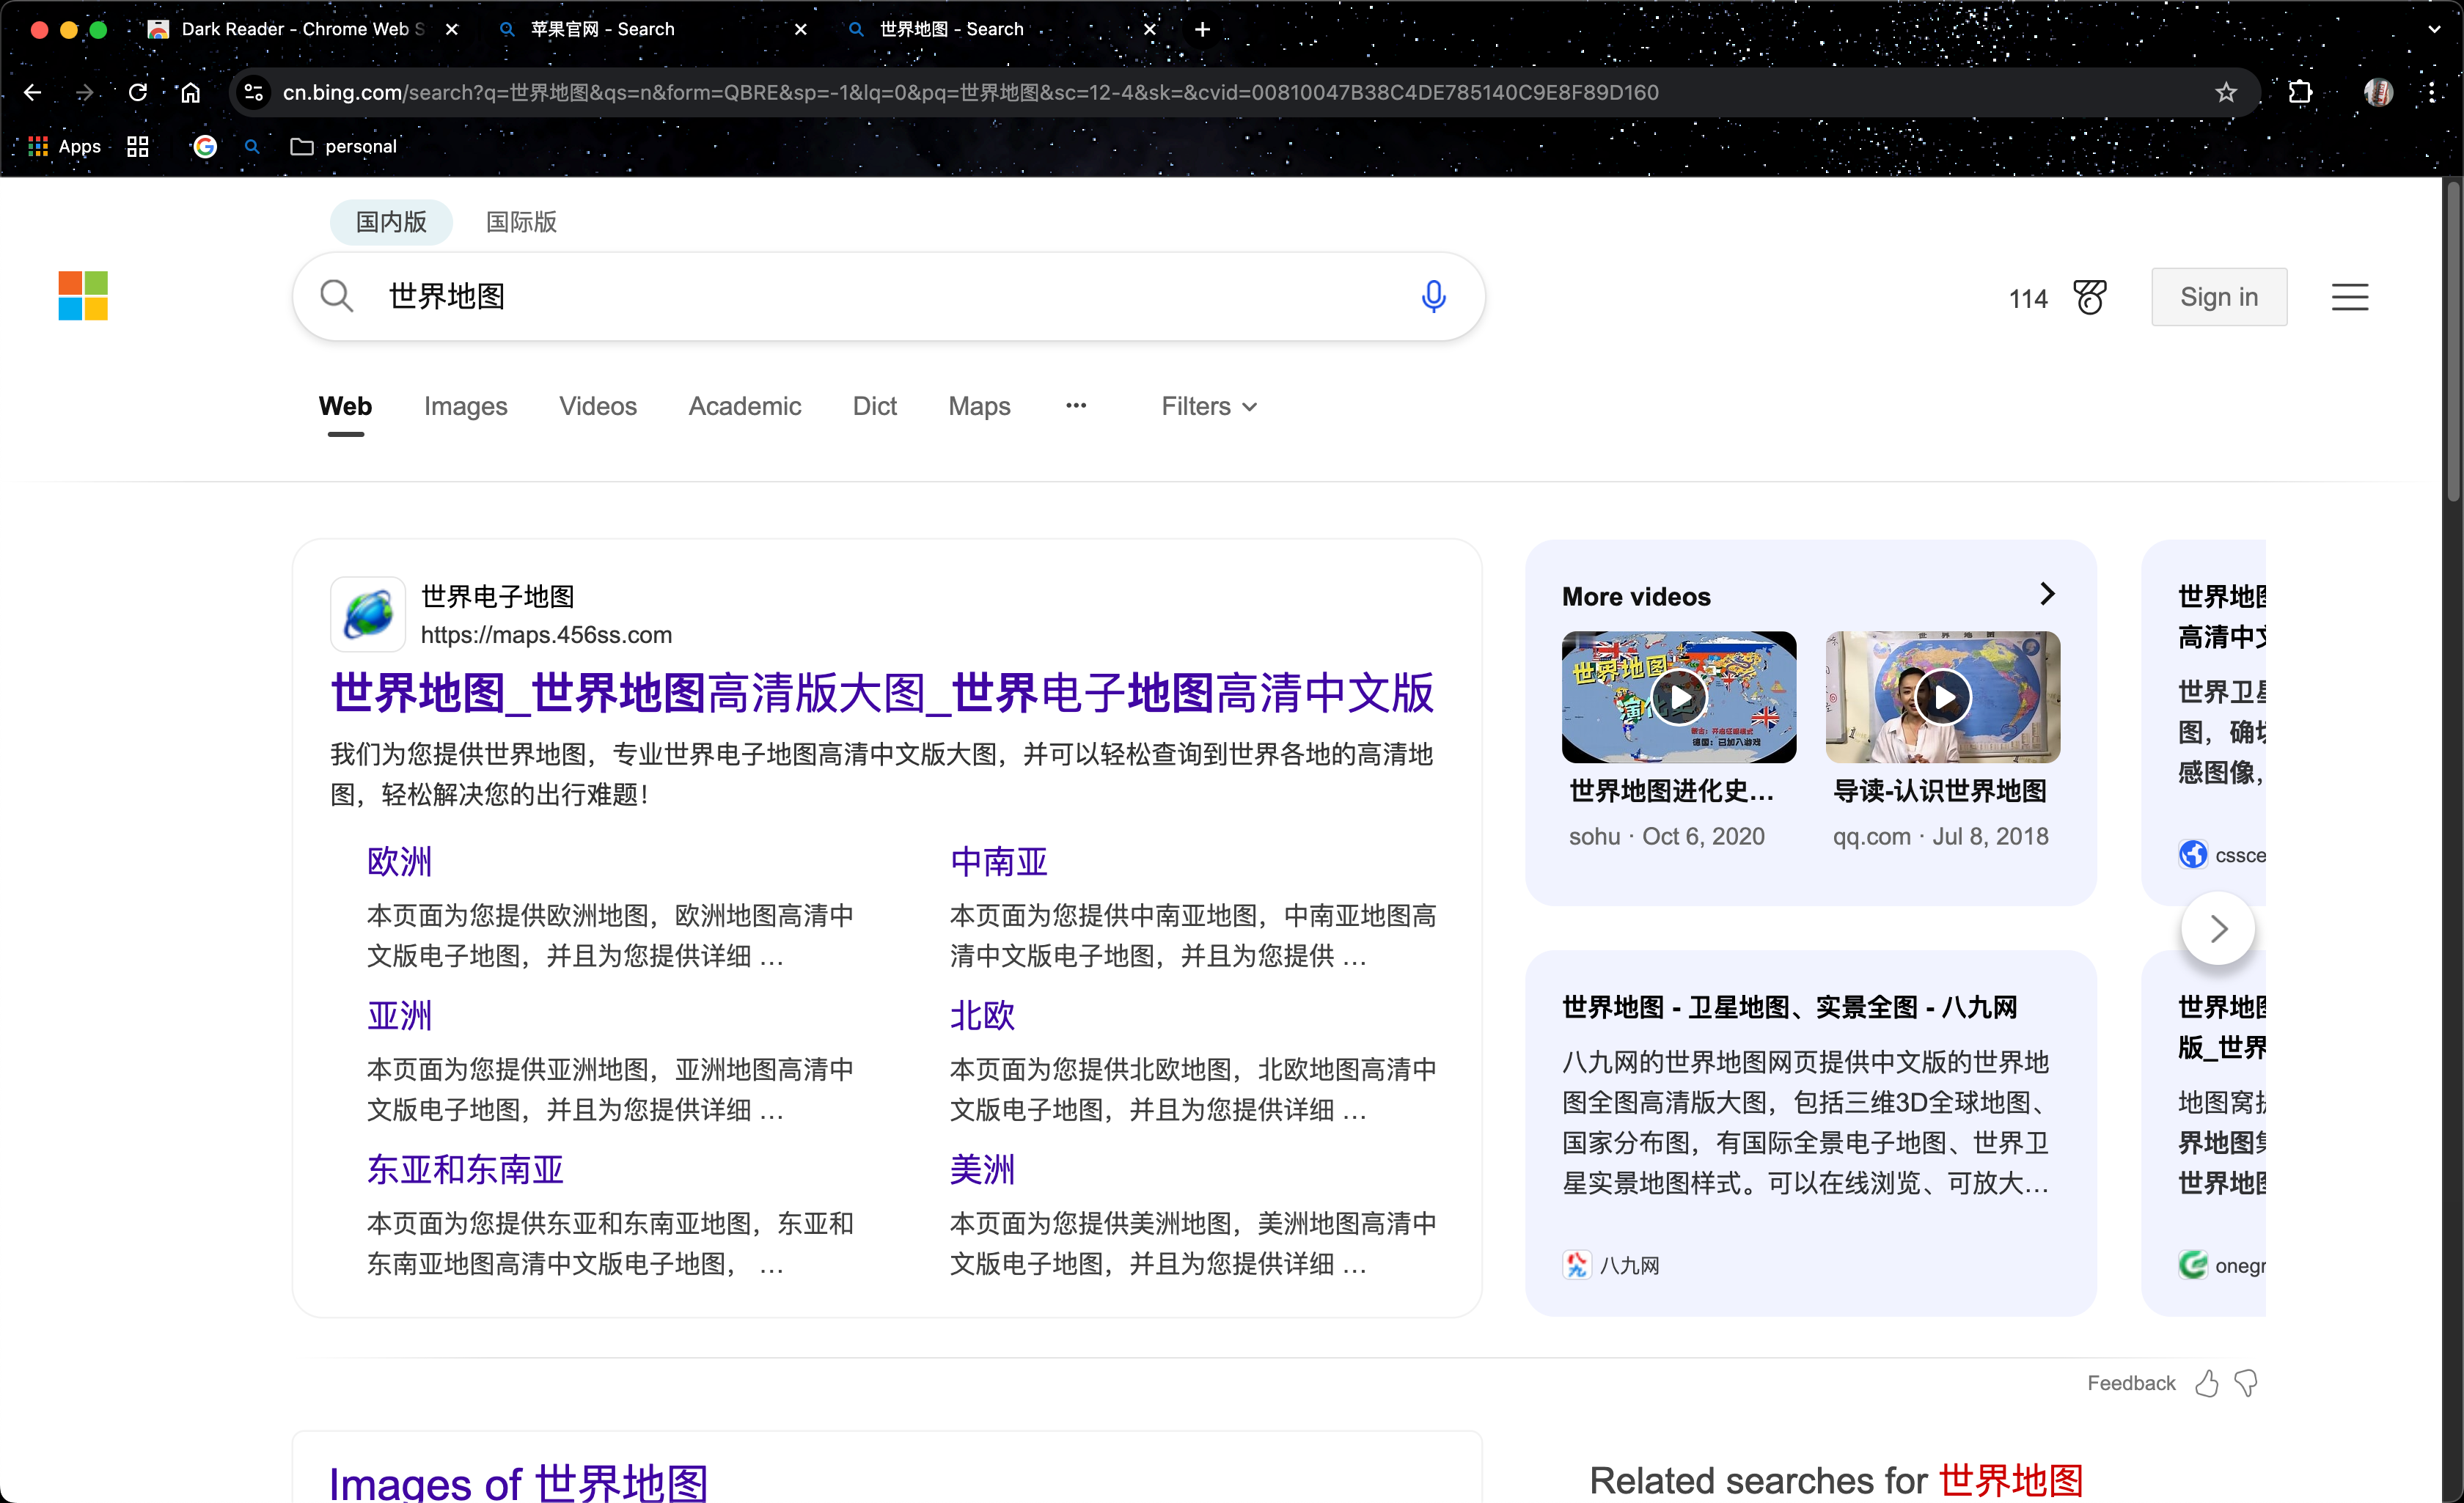 Dark Reader - Chrome Web S
苹果官网 - Search
世界地图 - Search
cn.bing.com/search?q=世界地图&qs=n&form=QBRE&sp=-1&lq=0&pq=世界地图&sc=12-4&sk=&cvid=00810047B38C4DE785140C9E8F89D160
Apps
personal
国内版 国际版
世界地图
114
Sign in
Web Images Videos Academic Dict Maps ··· Filters
世界电子地图
https://maps.456ss.com
世界地图_世界地图高清版大图_世界电子地图高清中文版
我们为您提供世界地图，专业世界电子地图高清中文版大图，并可以轻松查询到世界各地的高清地
图，轻松解决您的出行难题！
欧洲
本页面为您提供欧洲地图，欧洲地图高清中
文版电子地图，并且为您提供详细 …
中南亚
本页面为您提供中南亚地图，中南亚地图高
清中文版电子地图，并且为您提供 …
亚洲
本页面为您提供亚洲地图，亚洲地图高清中
文版电子地图，并且为您提供详细 …
北欧
本页面为您提供北欧地图，北欧地图高清中
文版电子地图，并且为您提供详细 …
东亚和东南亚
本页面为您提供东亚和东南亚地图，东亚和
东南亚地图高清中文版电子地图， …
美洲
本页面为您提供美洲地图，美洲地图高清中
文版电子地图，并且为您提供详细 …
More videos
世界地图
演化
德国：已加入游戏
世界地图
世界地图进化史...
sohu · Oct 6, 2020
导读-认识世界地图
qq.com · Jul 8, 2018
世界地图 - 卫星地图、实景全图 - 八九网
八九网的世界地图网页提供中文版的世界地
图全图高清版大图，包括三维3D全球地图、
国家分布图，有国际全景电子地图、世界卫
星实景地图样式。可以在线浏览、可放大...
八九网
世界地图
高清中文
世界卫星
图，确切
感图像，
cssce
世界地图
版_世界
地图窝提
界地图集
世界地图
onegr
Feedback
Images of 世界地图
Related searches for 世界地图